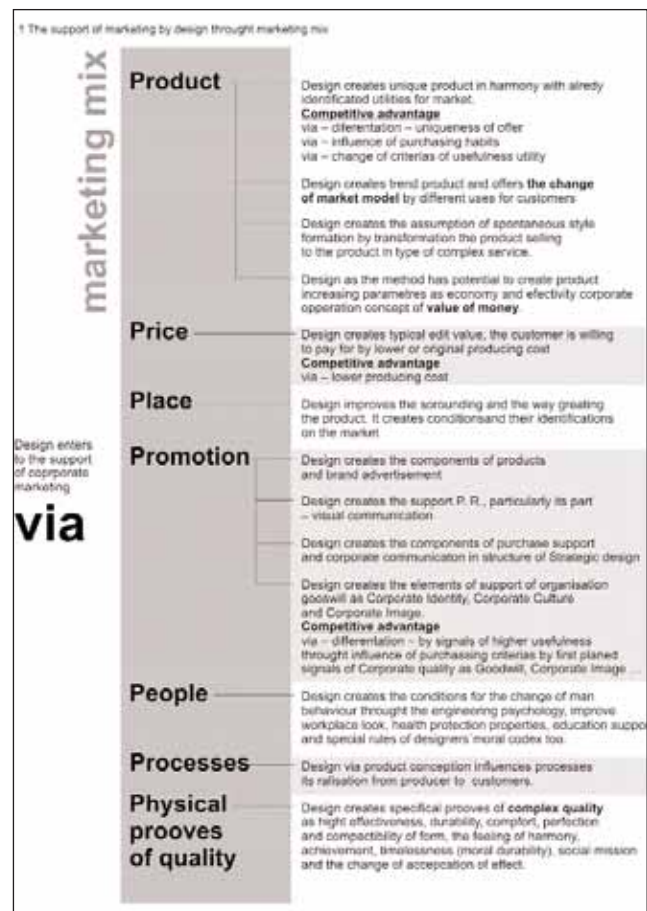 1 The support of marketing by design throught marketing mix
marketing mix
Design enters
to the support
of coprporate
marketing
via
Product
Design creates unique product in harmony with alredy
identificated utilities for market.
Competitive advantage
via – diferentation – uniqueness of offer
via – influence of purchasing habits
via – change of criterias of usefulness utility
Design creates trend product and offers the change
of market model by different uses for customers
Design creates the assumption of spontaneous style
formation by transformation the product selling
to the product in type of complex service.
Design as the method has potential to create product
increasing parametres as economy and efectivity corporate
opperation concept of value of money.
Price
Design creates typical edit value, the customer is willing
to pay for by lower or original producing cost
Competitive advantage
via – lower producing cost
Place
Design improves the sorounding and the way greating
the product. It creates conditionsand their identifications
on the market
Promotion
Design creates the components of products
and brand advertisement
Design creates the support P. R., particularly its part
– visual communication
Design creates the components of purchase support
and corporate communicaton in structure of Strategic design
Design creates the elements of support of organisation
goodwill as Corporate Identity, Corporate Culture
and Corporate Image.
Competitive advantage
via – differentation – by signals of higher usefulness
throught influence of purchassing criterias by first planed
signals of Corporate quality as Goodwill, Corporate Image ...
People
Design creates the conditions for the change of man
behaviour throught the engineering psychology, improve
workplace look, health protection properties, education suppo
and special rules of designers´moral codex too.
Processes
Design via product conception influences processes
its ralisation from producer to customers.
Physical
prooves
of quality
Design creates specifical prooves of complex quality
as hight effectiveness, durability, compfort, perfection
and compactibility of form, the feeling of harmony,
achievement, timelessness (moral durability), social mission
and the change of accepcation of effect.